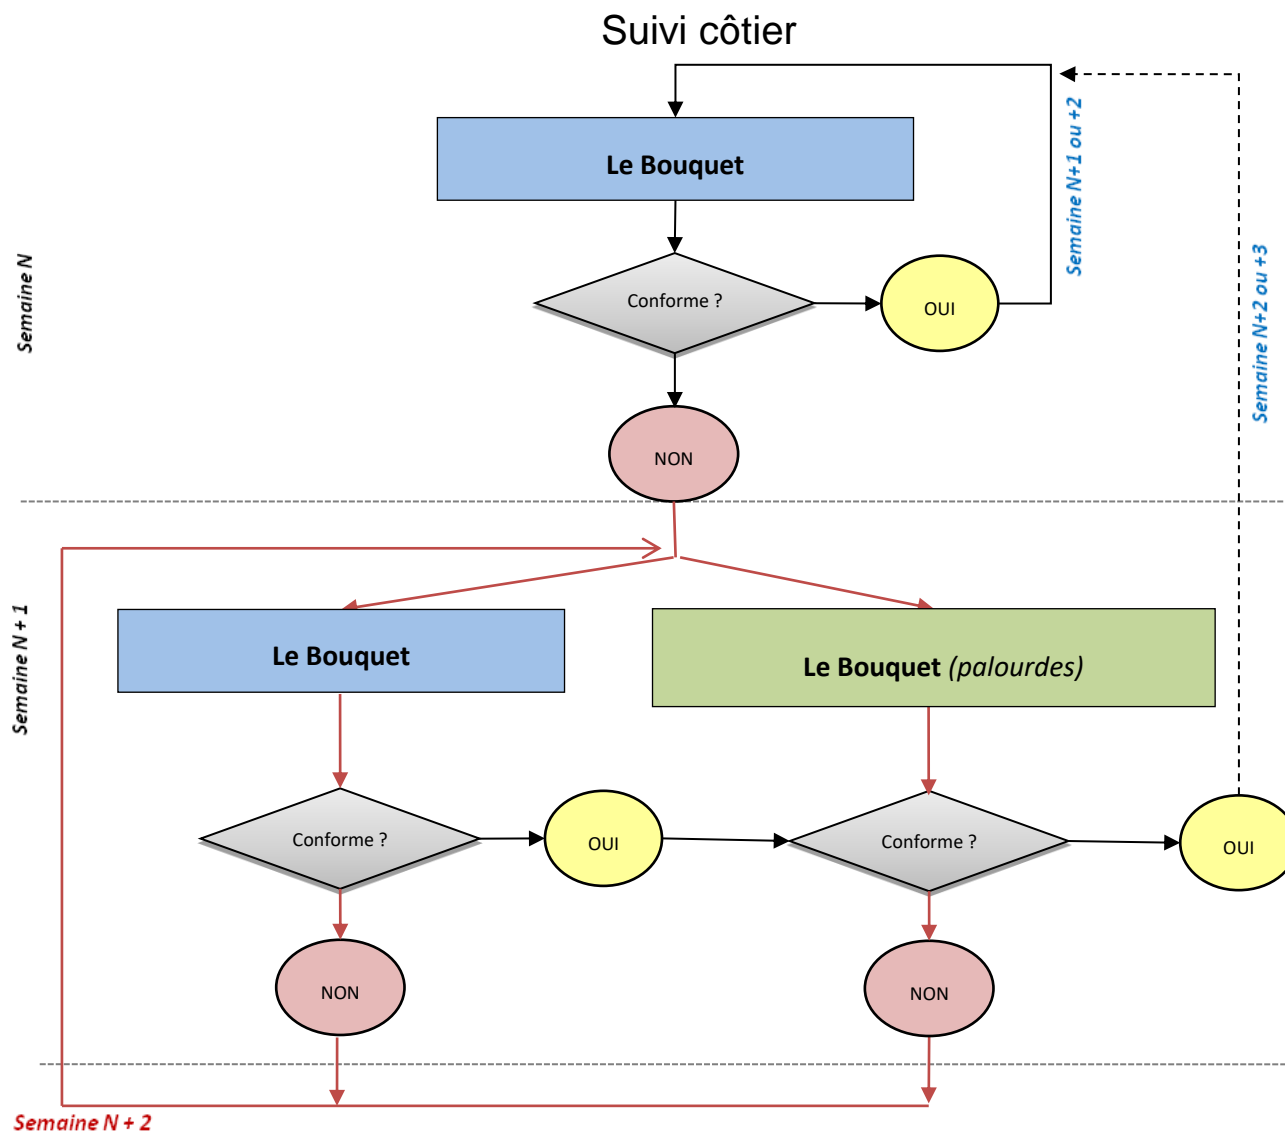 Suivi côtier
Semaine N+1 ou +2
Le Bouquet
Semaine N
Semaine N+2 ou +3
Conforme ?
OUI
NON
Semaine N + 1
Le Bouquet
Le Bouquet (palourdes)
Conforme ?
OUI
Conforme ?
OUI
NON
NON
Semaine N + 2